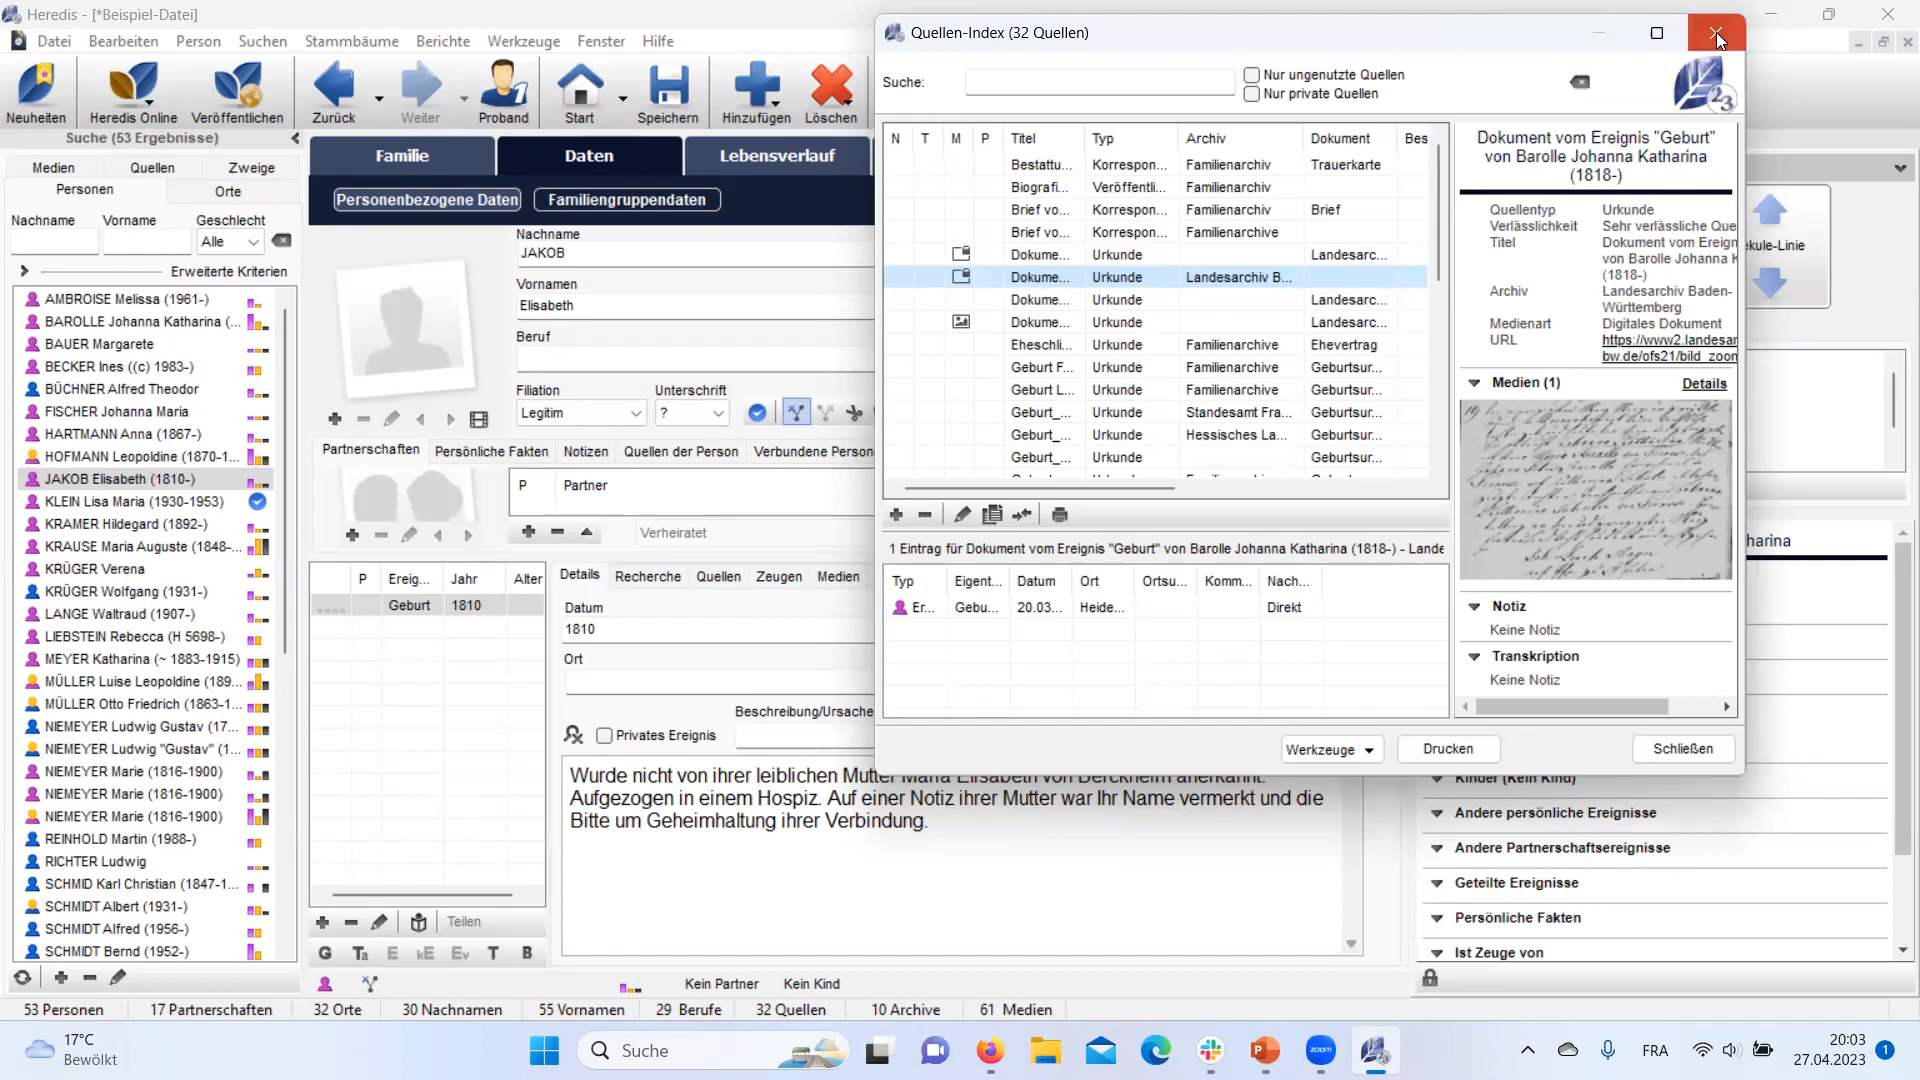 Heredis - [*Beispiel-Datei]
Datei Bearbeiten Person Suchen Stammbäume Berichte Werkzeuge Fenster Hilfe
Neuheiten Heredis Online Veröffentlichen Zurück Weiter Proband Start Speichern Hinzufügen Löschen
Suche (53 Ergebnisse)
Medien Quellen Zweige
Personen Orte
Nachname Vorname Geschlecht
Alle
Erweiterte Kriterien
AMBROISE Melissa (1961-)
BAROLLE Johanna Katharina (...
BAUER Margarete
BECKER Ines ((c) 1983-)
BÜCHNER Alfred Theodor
FISCHER Johanna Maria
HARTMANN Anna (1867-)
HOFMANN Leopoldine (1870-1...
JAKOB Elisabeth (1810-)
KLEIN Lisa Maria (1930-1953)
KRAMER Hildegard (1892-)
KRAUSE Maria Auguste (1848-...
KRÜGER Verena
KRÜGER Wolfgang (1931-)
LANGE Waltraud (1907-)
LIEBSTEIN Rebecca (H 5698-)
MEYER Katharina (~ 1883-1915)
MÜLLER Luise Leopoldine (189...
MÜLLER Otto Friedrich (1863-1...
NIEMEYER Ludwig Gustav (17...
NIEMEYER Ludwig "Gustav" (1...
NIEMEYER Marie (1816-1900)
NIEMEYER Marie (1816-1900)
NIEMEYER Marie (1816-1900)
REINHOLD Martin (1988-)
RICHTER Ludwig
SCHMID Karl Christian (1847-1...
SCHMIDT Albert (1931-)
SCHMIDT Alfred (1956-)
SCHMIDT Bernd (1952-)
Familie Daten Lebensverlauf
Personenbezogene Daten Familiengruppendaten
Nachname
JAKOB
Vornamen
Elisabeth
Beruf
Filiation Unterschrift
Legitim ?
Partnerschaften Persönliche Fakten Notizen Quellen der Person Verbundene Person
P Partner
Verheiratet
P Ereig... Jahr Alter
Geburt 1810
Details Recherche Quellen Zeugen Medien
Datum
1810
Ort
Beschreibung/Ursache
Privates Ereignis
Wurde nicht von ihrer leiblichen Mutter Maria Elisabeth von Berckheim anerkannt.
Aufgezogen in einem Hospiz. Auf einer Notiz ihrer Mutter war Ihr Name vermerkt und die
Bitte um Geheimhaltung ihrer Verbindung.
Teilen
G Ta E kE Ev T B
Kein Partner Kein Kind
Quellen-Index (32 Quellen)
Suche:
Nur ungenutzte Quellen
Nur private Quellen
23
N T M P Titel Typ Archiv Dokument Bes
Bestattu... Korrespon... Familienarchiv Trauerkarte
Biografi... Veröffentli... Familienarchiv
Brief vo... Korrespon... Familienarchiv Brief
Brief vo... Korrespon... Familienarchive
Dokume... Urkunde Landesarc...
Dokume... Urkunde Landesarchiv B...
Dokume... Urkunde Landesarc...
Dokume... Urkunde Landesarc...
Eheschli... Urkunde Familienarchive Ehevertrag
Geburt F... Urkunde Familienarchive Geburtsur...
Geburt L... Urkunde Familienarchive Geburtsur...
Geburt_... Urkunde Standesamt Fra... Geburtsur...
Geburt_... Urkunde Hessisches La... Geburtsur...
Geburt_... Urkunde Geburtsur...
1 Eintrag für Dokument vom Ereignis "Geburt" von Barolle Johanna Katharina (1818-) - Lande
Typ Eigent... Datum Ort Ortsu... Komm... Nach...
Er... Gebu... 20.03... Heide... Direkt
Dokument vom Ereignis "Geburt"
von Barolle Johanna Katharina
(1818-)
Quellentyp Urkunde
Verlässlichkeit Sehr verlässliche Que
Titel Dokument vom Ereign
von Barolle Johanna K
(1818-)
Archiv Landesarchiv Baden-
Württemberg
Medienart Digitales Dokument
URL https://www2.landesar
bw.de/ofs21/bild_zoon
Medien (1) Details
Notiz
Keine Notiz
Transkription
Keine Notiz
Werkzeuge Drucken Schließen
kule-Linie
harina
Kinder (Kein Kind)
Andere persönliche Ereignisse
Andere Partnerschaftsereignisse
Geteilte Ereignisse
Persönliche Fakten
Ist Zeuge von
53 Personen 17 Partnerschaften 32 Orte 30 Nachnamen 55 Vornamen 29 Berufe 32 Quellen 10 Archive 61 Medien
17°C
Bewölkt
Suche
zoom
FRA
20:03
27.04.2023
1